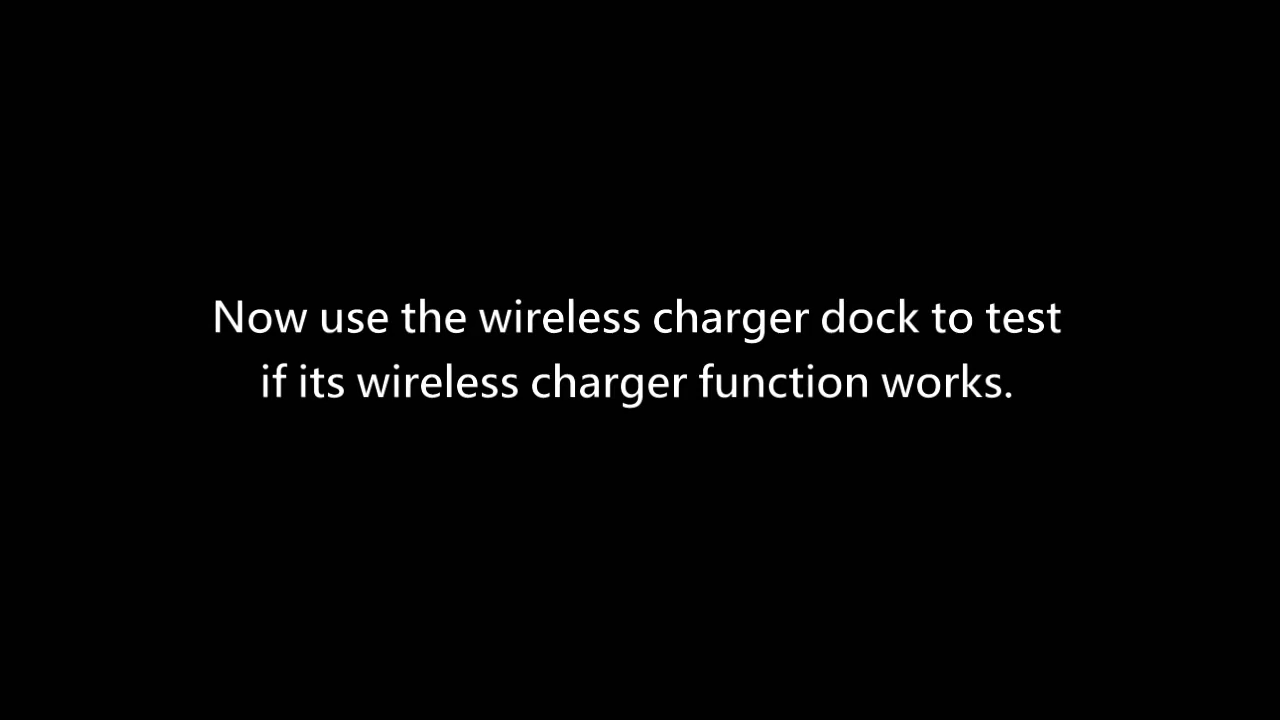 Now use the wireless charger dock to test
if its wireless charger function works.